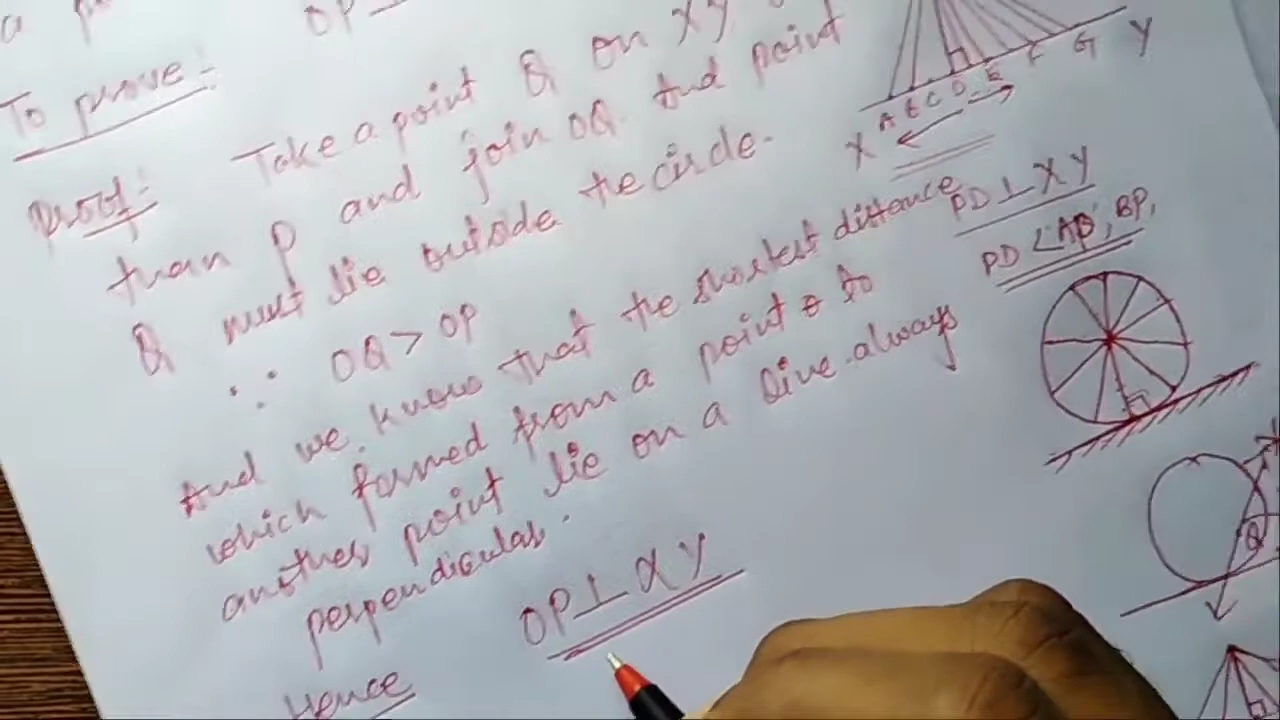 a
OP⊥
To prove:-
Proof:- Take a point Q on XY
than P and join OQ. And point
Q must lie outside the circle.
∵ OQ > OP
And we know that the shortest distance
which formed from a point to
another point lie on a line always
perpendicular.
OP⊥XY
Hence
A B C D E F G Y
X
PD⊥XY
PD < AP, BP,
Q